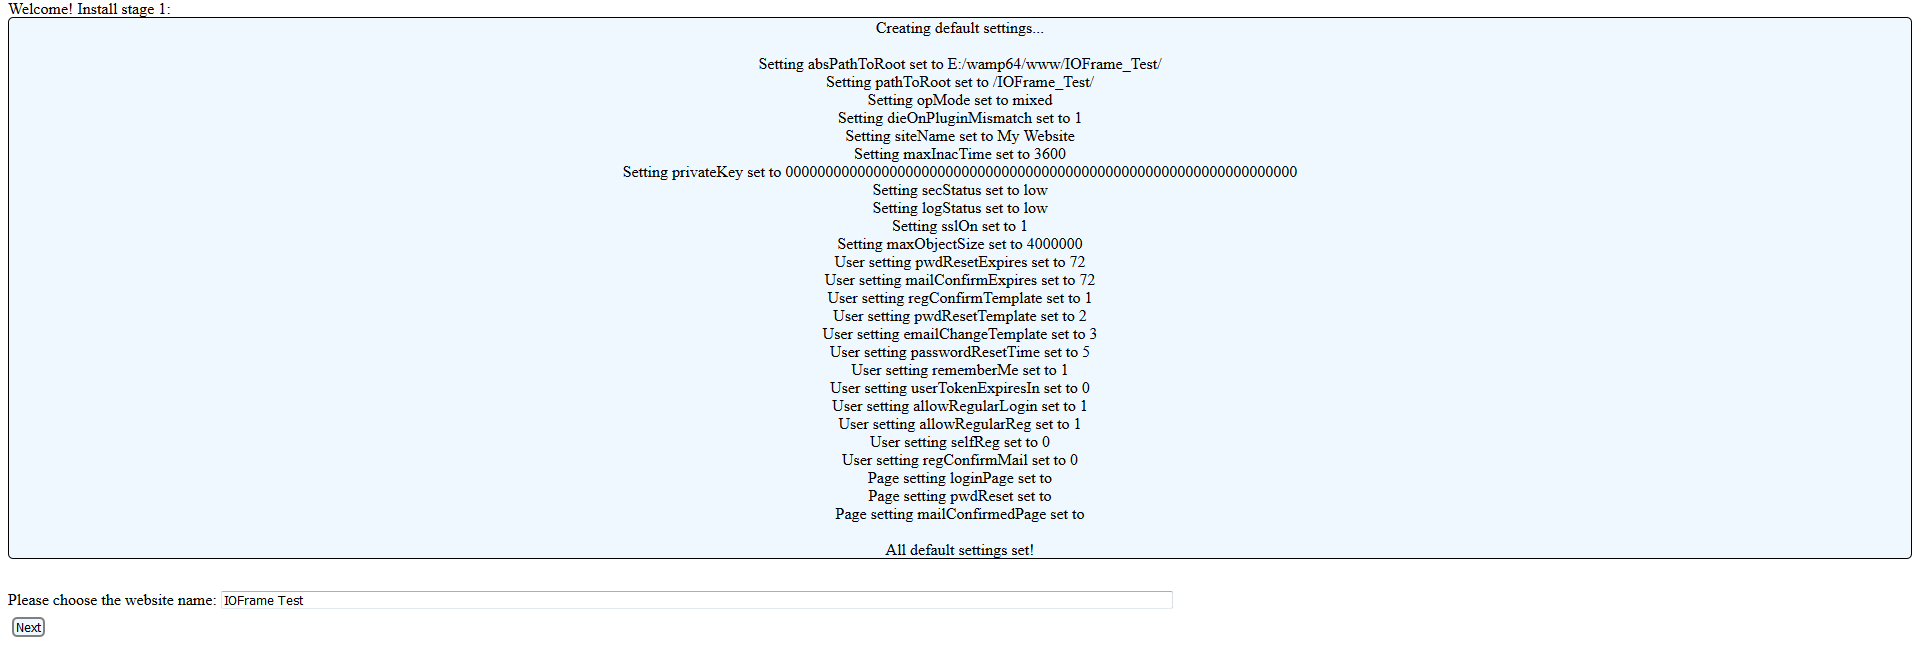 Welcome! Install stage 1:
Creating default settings...
Setting absPathToRoot set to E:/wamp64/www/IOFrame_Test/
Setting pathToRoot set to /IOFrame_Test/
Setting opMode set to mixed
Setting dieOnPluginMismatch set to 1
Setting siteName set to My Website
Setting maxInacTime set to 3600
Setting privateKey set to 0000000000000000000000000000000000000000000000000000000000000000
Setting secStatus set to low
Setting logStatus set to low
Setting sslOn set to 1
Setting maxObjectSize set to 4000000
User setting pwdResetExpires set to 72
User setting mailConfirmExpires set to 72
User setting regConfirmTemplate set to 1
User setting pwdResetTemplate set to 2
User setting emailChangeTemplate set to 3
User setting passwordResetTime set to 5
User setting rememberMe set to 1
User setting userTokenExpiresIn set to 0
User setting allowRegularLogin set to 1
User setting allowRegularReg set to 1
User setting selfReg set to 0
User setting regConfirmMail set to 0
Page setting loginPage set to
Page setting pwdReset set to
Page setting mailConfirmedPage set to
All default settings set!
Please choose the website name: IOFrame Test
Next